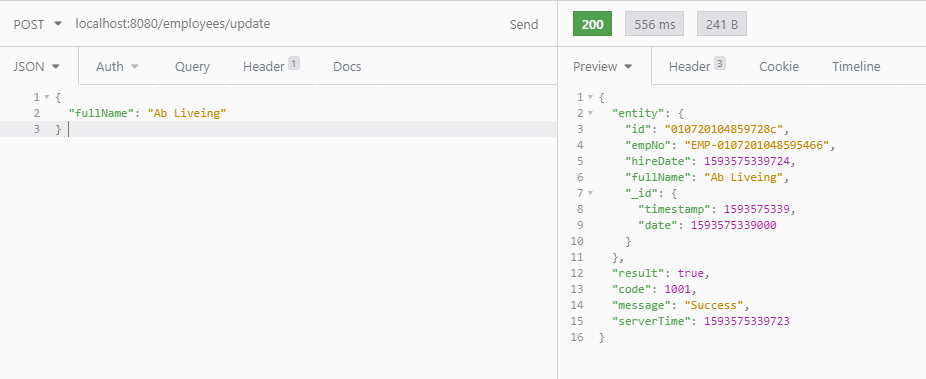 POST localhost:8080/employees/update Send 200 556 ms 241 B
JSON Auth Query Header 1 Docs Preview Header 3 Cookie Timeline
1 {
2 "fullName": "Ab Liveing"
3 }
1 {
2 "entity": {
3 "id": "010720104859728c",
4 "empNo": "EMP-0107201048595466",
5 "hireDate": 1593575339724,
6 "fullName": "Ab Liveing",
7 "_id": {
8 "timestamp": 1593575339,
9 "date": 1593575339000
10 }
11 },
12 "result": true,
13 "code": 1001,
14 "message": "Success",
15 "serverTime": 1593575339723
16 }